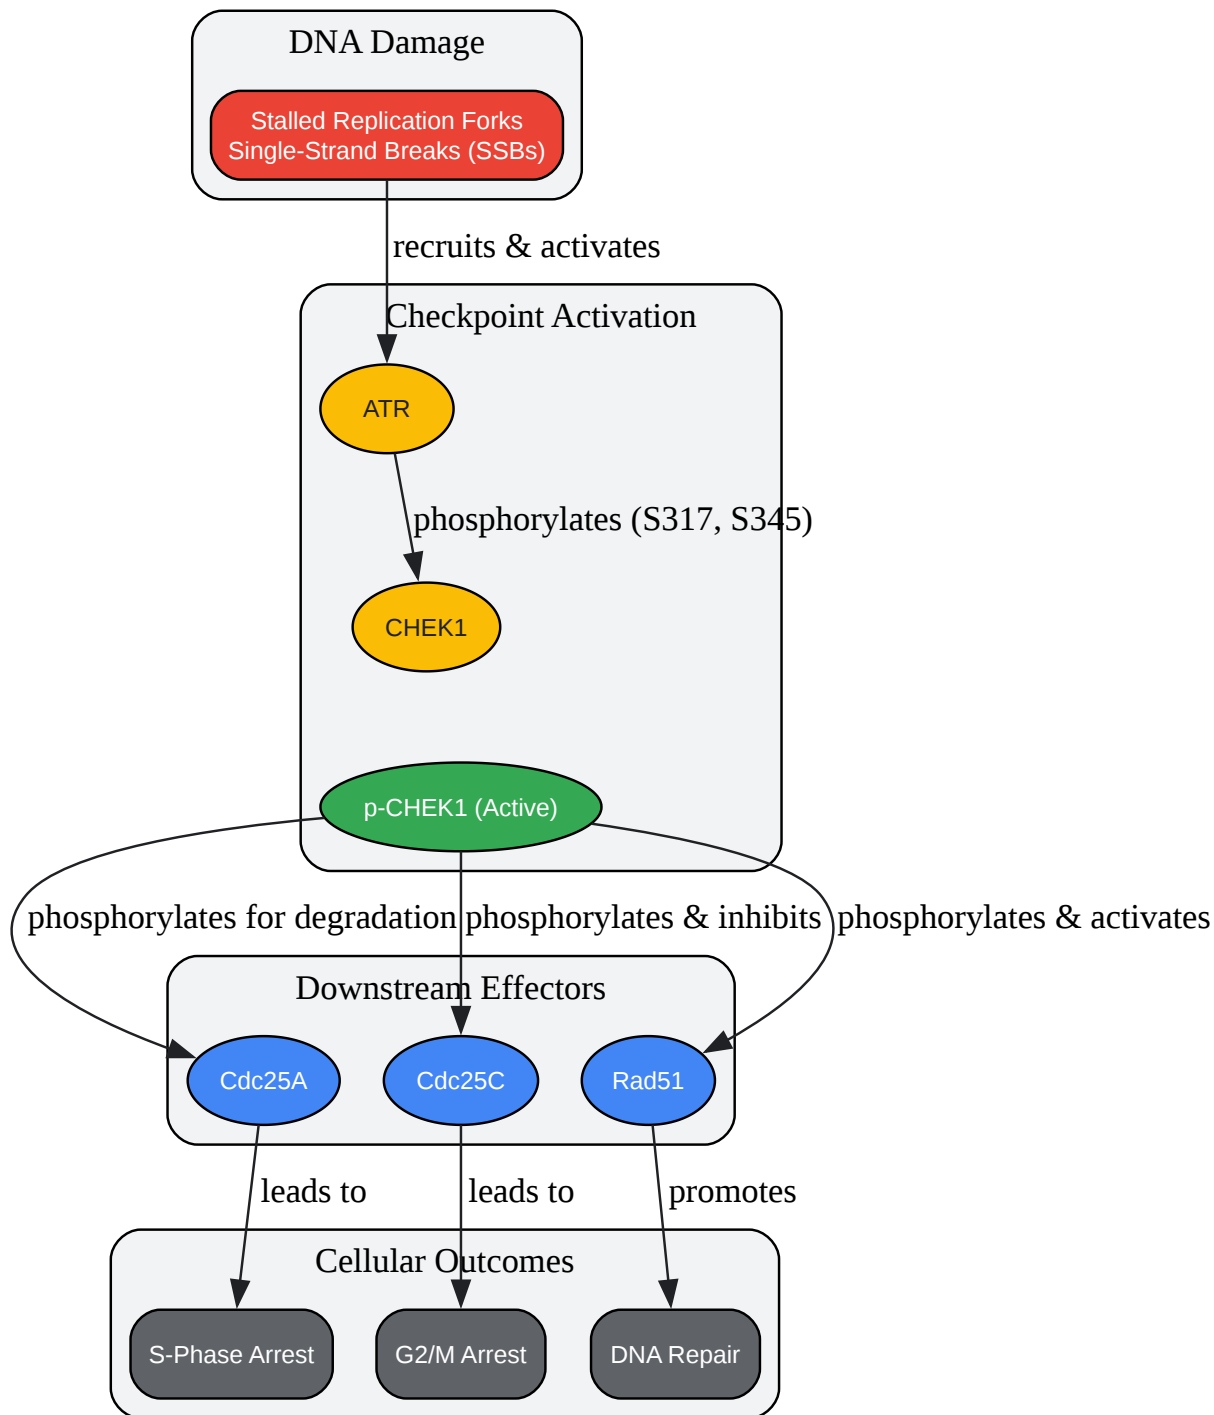 DNA Damage
Stalled Replication Forks
Single-Strand Breaks (SSBs)
recruits & activates
Checkpoint Activation
ATR
phosphorylates (S317, S345)
CHEK1
p-CHEK1 (Active)
phosphorylates for degradation
phosphorylates & inhibits
phosphorylates & activates
Downstream Effectors
Cdc25A
Cdc25C
Rad51
leads to
leads to
promotes
Cellular Outcomes
S-Phase Arrest
G2/M Arrest
DNA Repair